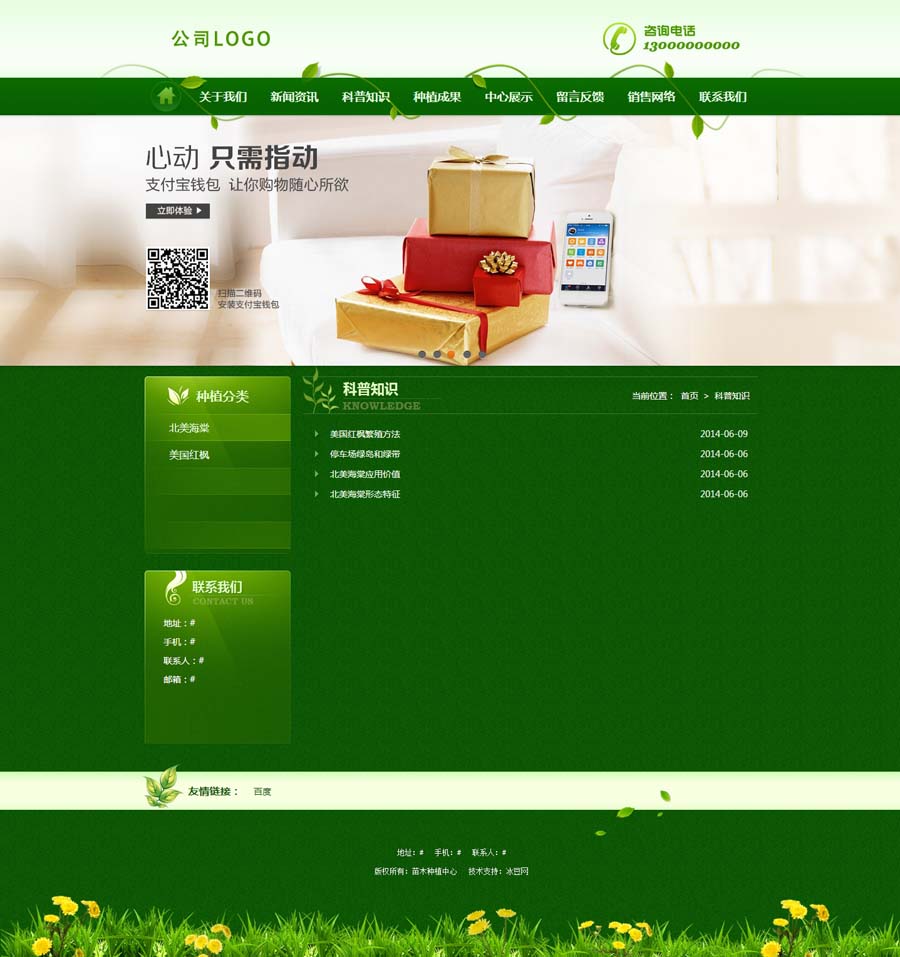 公司LOGO
咨询电话
13000000000
关于我们 新闻资讯 科普知识 种植成果 中心展示 留言反馈 销售网络 联系我们
心动 只需指动
支付宝钱包 让你购物随心所欲
立即体验
扫描二维码
安装支付宝钱包
种植分类
北美海棠
美国红枫
科普知识
KNOWLEDGE
当前位置： 首页 > 科普知识
美国红枫繁殖方法 2014-06-09
停车场绿岛和绿带 2014-06-06
北美海棠应用价值 2014-06-06
北美海棠形态特征 2014-06-06
联系我们
CONTACT US
地址：#
手机：#
联系人：#
邮箱：#
友情链接： 百度
地址：# 手机：# 联系人：#
版权所有：苗木种植中心 技术支持：冰豆网